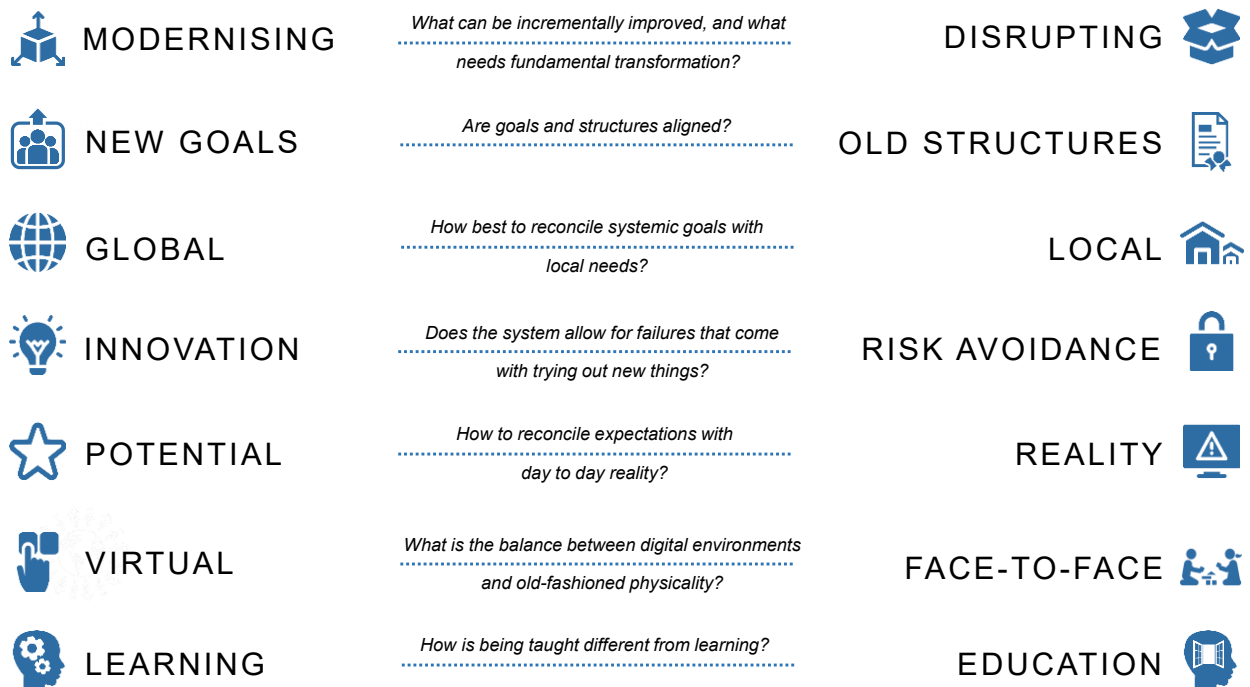 MODERNISING
What can be incrementally improved, and what
needs fundamental transformation?
DISRUPTING
NEW GOALS
Are goals and structures aligned?
OLD STRUCTURES
GLOBAL
How best to reconcile systemic goals with
local needs?
LOCAL
INNOVATION
Does the system allow for failures that come
with trying out new things?
RISK AVOIDANCE
POTENTIAL
How to reconcile expectations with
day to day reality?
REALITY
VIRTUAL
What is the balance between digital environments
and old-fashioned physicality?
FACE-TO-FACE
LEARNING
How is being taught different from learning?
EDUCATION